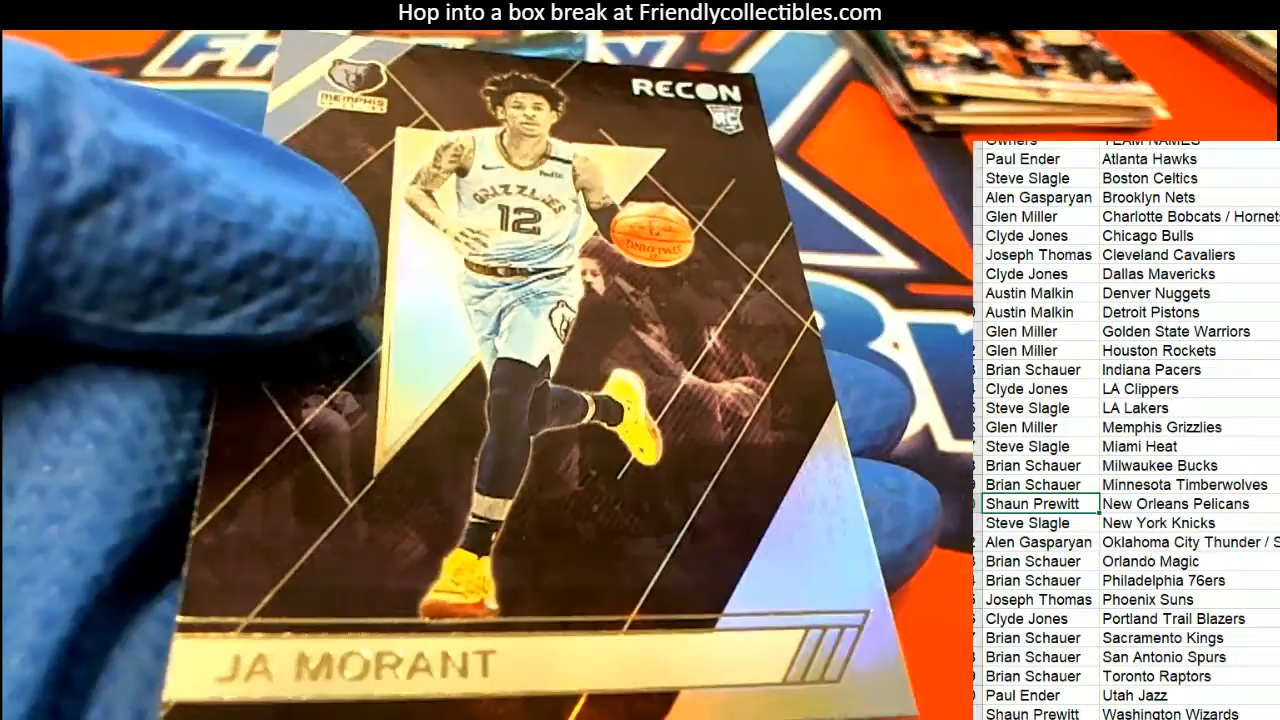 Hop into a box break at Friendlycollectibles.com
MEMPHIS
RECON
RC
FedEx
GRIZZLIES
12
JA MORANT
Owners TEAM NAMES
Paul Ender Atlanta Hawks
Steve Slagle Boston Celtics
Alen Gasparyan Brooklyn Nets
Glen Miller Charlotte Bobcats / Hornet
Clyde Jones Chicago Bulls
Joseph Thomas Cleveland Cavaliers
Clyde Jones Dallas Mavericks
Austin Malkin Denver Nuggets
Austin Malkin Detroit Pistons
Glen Miller Golden State Warriors
Glen Miller Houston Rockets
Brian Schauer Indiana Pacers
Clyde Jones LA Clippers
Steve Slagle LA Lakers
Glen Miller Memphis Grizzlies
Steve Slagle Miami Heat
Brian Schauer Milwaukee Bucks
Brian Schauer Minnesota Timberwolves
Shaun Prewitt New Orleans Pelicans
Steve Slagle New York Knicks
Alen Gasparyan Oklahoma City Thunder / S
Brian Schauer Orlando Magic
Brian Schauer Philadelphia 76ers
Joseph Thomas Phoenix Suns
Clyde Jones Portland Trail Blazers
Brian Schauer Sacramento Kings
Brian Schauer San Antonio Spurs
Brian Schauer Toronto Raptors
Paul Ender Utah Jazz
Shaun Prewitt Washington Wizards